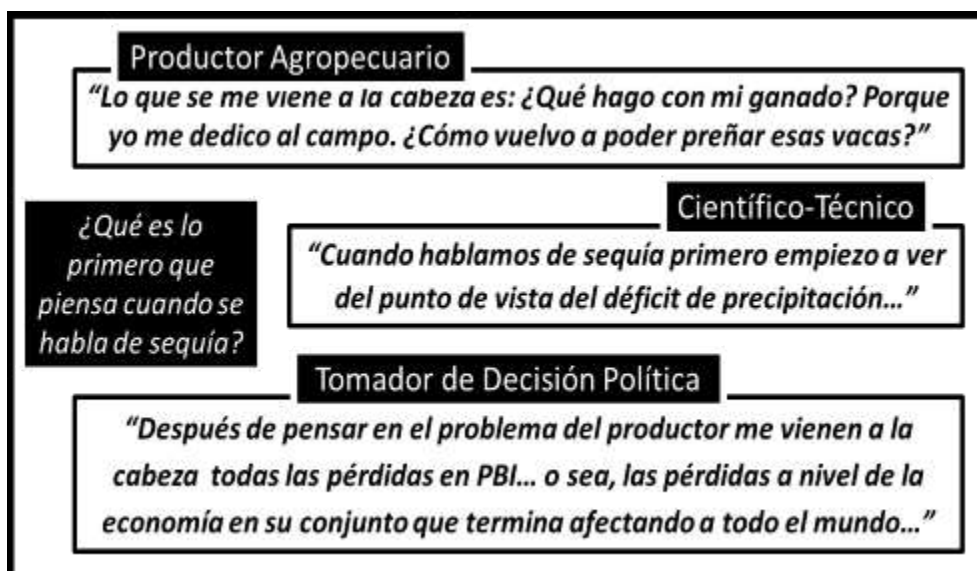 Productor Agropecuario
“Lo que se me viene a la cabeza es: ¿Qué hago con mi ganado? Porque
yo me dedico al campo. ¿Cómo vuelvo a poder preñar esas vacas?”
¿Qué es lo
primero que
piensa cuando se
habla de sequía?
Científico-Técnico
“Cuando hablamos de sequía primero empiezo a ver
del punto de vista del déficit de precipitación...”
Tomador de Decisión Política
“Después de pensar en el problema del productor me vienen a la
cabeza todas las pérdidas en PBI... o sea, las pérdidas a nivel de la
economía en su conjunto que termina afectando a todo el mundo...”